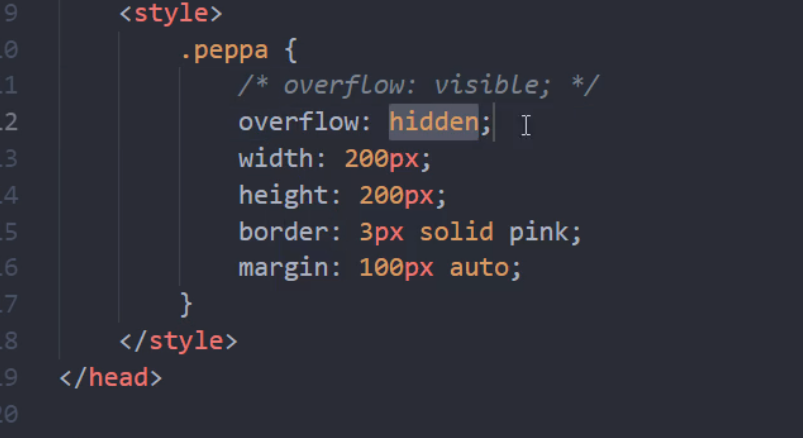 9 <style>
10 .peppa {
11 /* overflow: visible; */
12 overflow: hidden;
13 width: 200px;
14 height: 200px;
15 border: 3px solid pink;
16 margin: 100px auto;
17 }
18 </style>
19 </head>
20